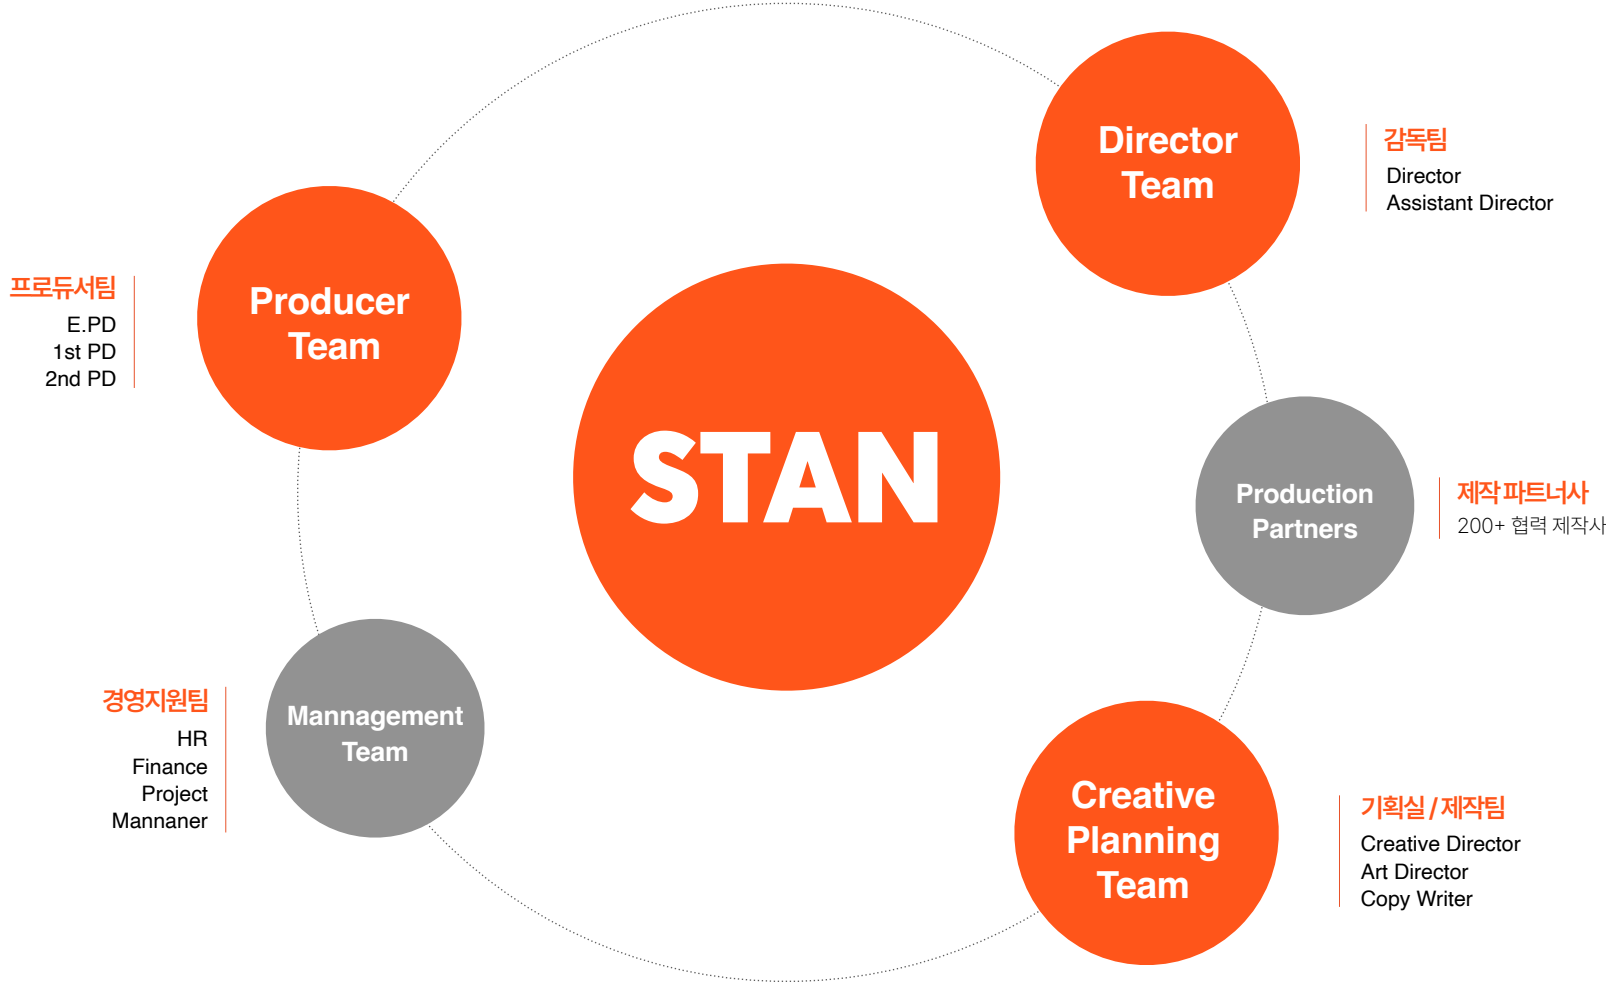 Director
Team
감독팀
Director
Assistant Director
프로듀서팀
E.PD
1st PD
2nd PD
Producer
Team
STAN
Production
Partners
제작 파트너사
200+ 협력 제작사
경영지원팀
HR
Finance
Project
Mannaner
Mannagement
Team
Creative
Planning
Team
기획실 / 제작팀
Creative Director
Art Director
Copy Writer